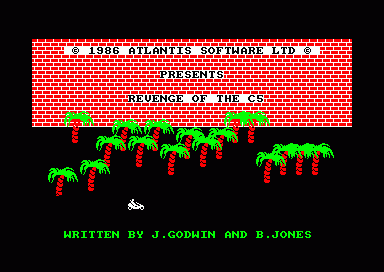 © 1986 ATLANTIS SOFTWARE LTD ©
PRESENTS
REVENGE OF THE C5
WRITTEN BY J.GODWIN AND B.JONES